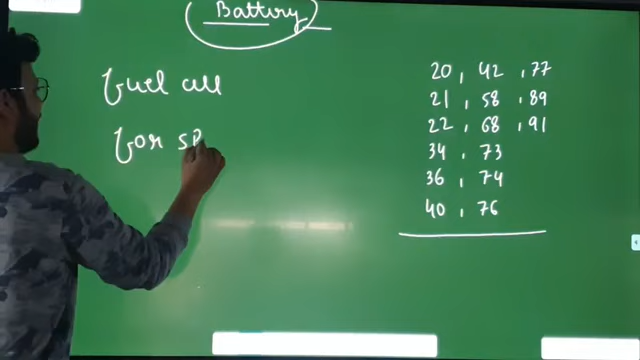 Battery
fuel cell
for sp
20, 42, 77
21, 58, 89
22, 68, 91
34, 73
36, 74
40, 76